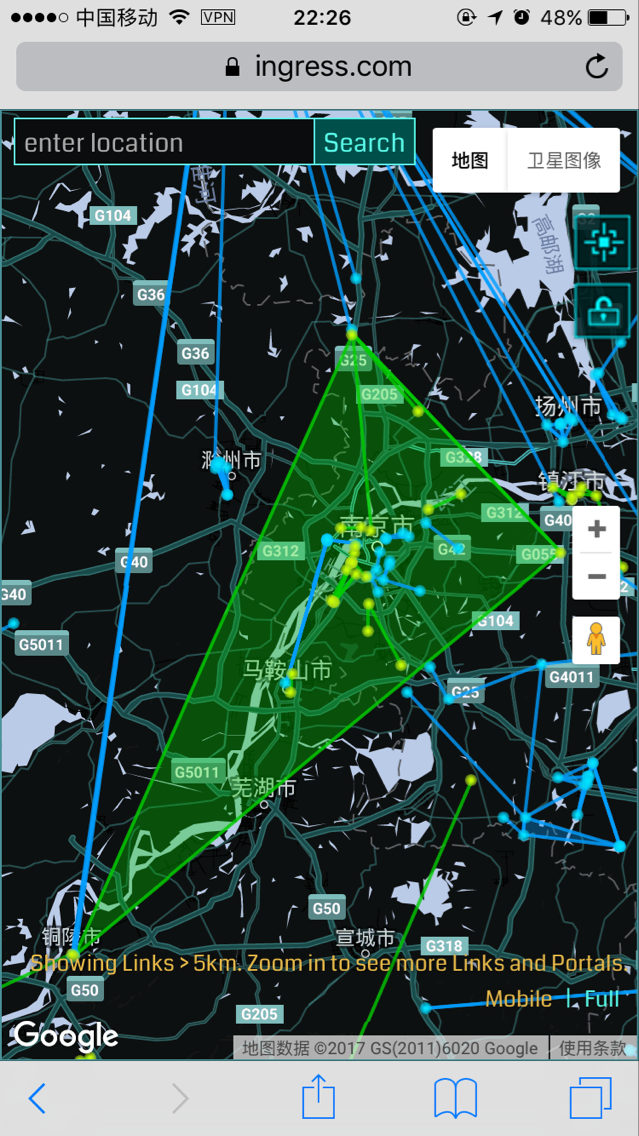 中国移动 VPN 22:26 48%
ingress.com
enter location Search
地图 卫星图像
G104
高邮湖
G36
G25
G36
G205
G104
扬州市
滁州市
G328
镇江市
G312
南京市
G40
G312
G42
G055
G40
G40
G104
G5011
马鞍山市
G4011
G25
G5011
芜湖市
G50
铜陵市
宣城市
G318
Showing Links > 5km. Zoom in to see more Links and Portals.
G50
Mobile | Full
G205
Google
地图数据 ©2017 GS(2011)6020 Google 使用条款